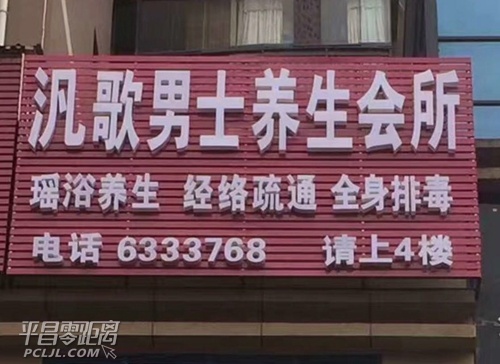 汎歌男士养生会所
瑶浴养生 经络疏通 全身排毒
电话 6333768 请上4楼
平昌零距离
PCLJL.COM